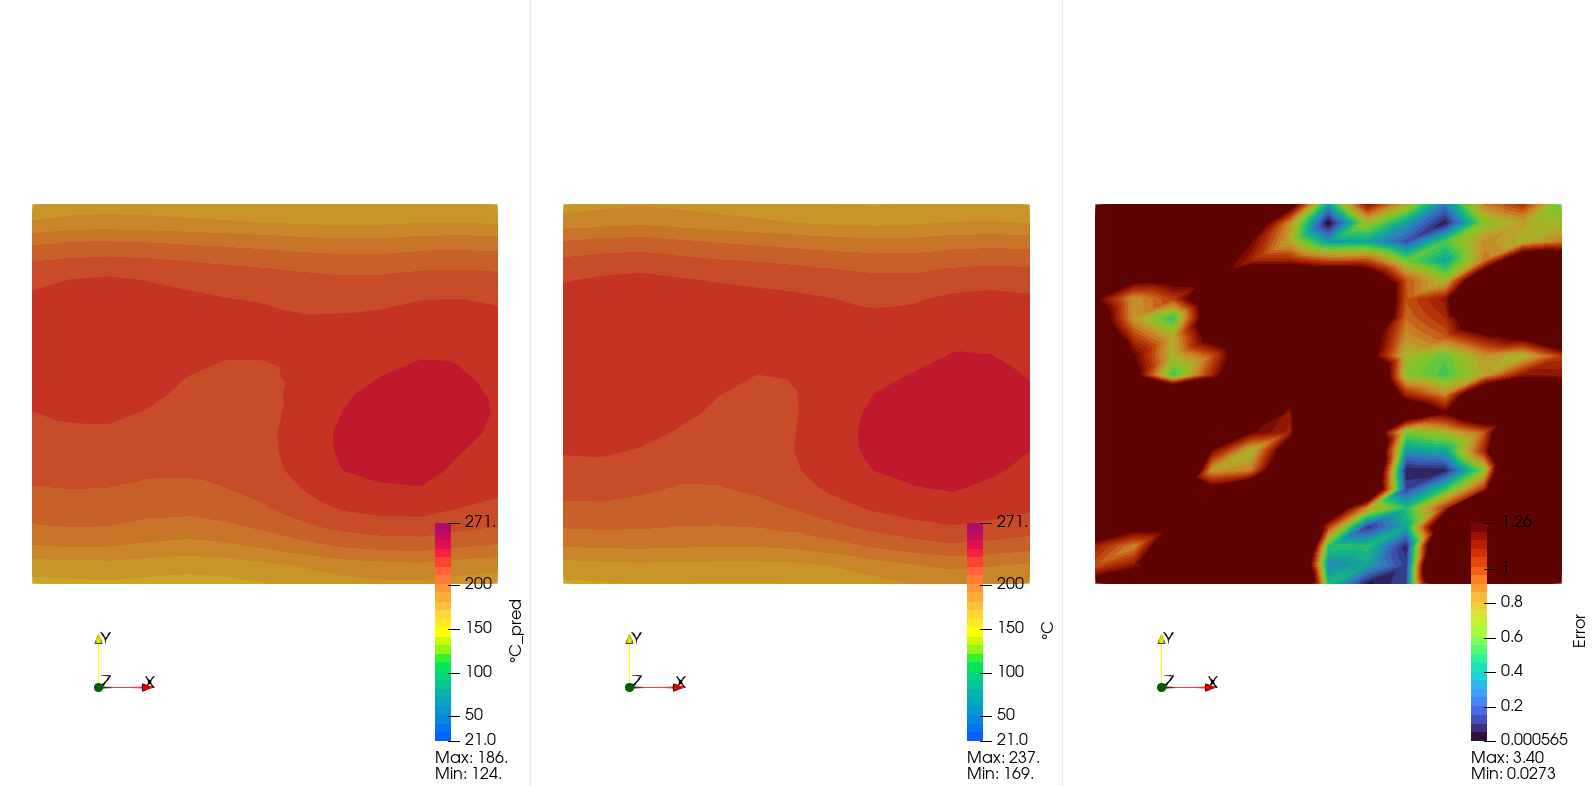 271.
200
150
100
50
21.0
°C_pred
Max: 186.
Min: 124.
Y
Z
X
271.
200
150
100
50
21.0
°C
Max: 237.
Min: 169.
Y
Z
X
1.26
1
0.8
0.6
0.4
0.2
0.000565
Error
Max: 3.40
Min: 0.0273
Y
Z
X